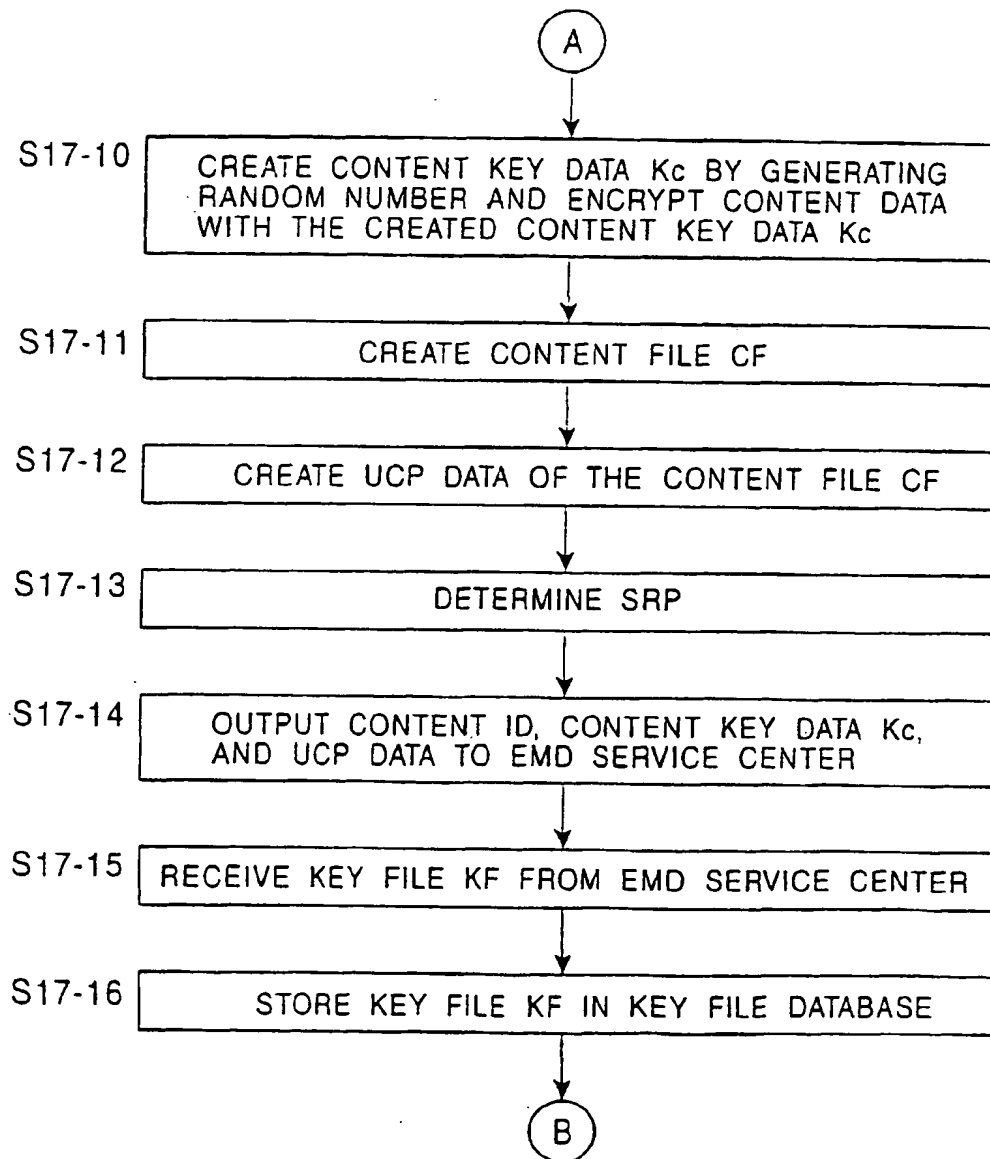 A
S17-10
CREATE CONTENT KEY DATA Kc BY GENERATING
RANDOM NUMBER AND ENCRYPT CONTENT DATA
WITH THE CREATED CONTENT KEY DATA Kc
S17-11
CREATE CONTENT FILE CF
S17-12
CREATE UCP DATA OF THE CONTENT FILE CF
S17-13
DETERMINE SRP
S17-14
OUTPUT CONTENT ID, CONTENT KEY DATA Kc,
AND UCP DATA TO EMD SERVICE CENTER
S17-15
RECEIVE KEY FILE KF FROM EMD SERVICE CENTER
S17-16
STORE KEY FILE KF IN KEY FILE DATABASE
B